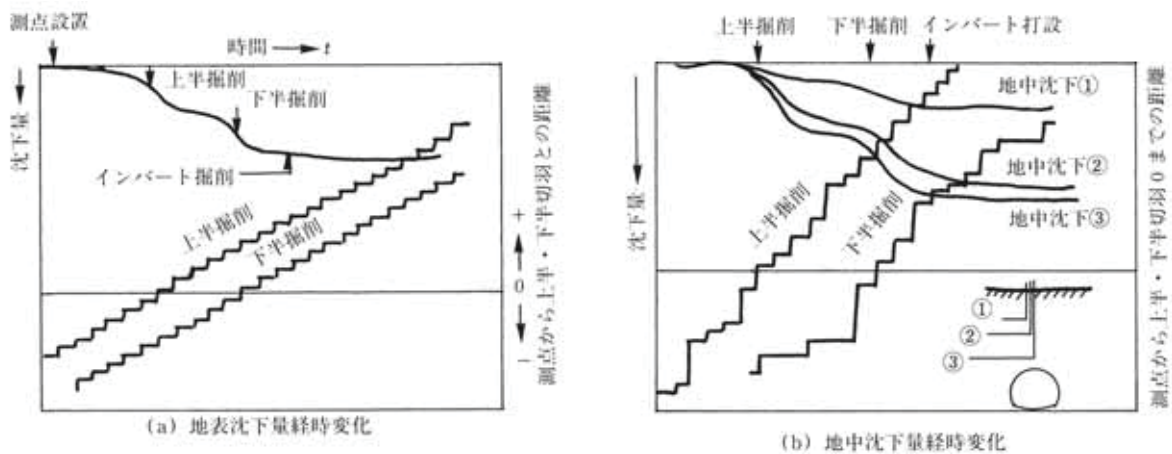 測点設置
時間 → t
上半掘削
下半掘削
インバート掘削
沈下量
上半掘削
下半掘削
+
0
−
測点から上半・下半切羽との距離
(a) 地表沈下量経時変化
上半掘削
下半掘削
インバート打設
地中沈下①
地中沈下②
地中沈下③
沈下量
上半掘削
下半掘削
①
②
③
測点から上半・下半切羽0までの距離
(b) 地中沈下量経時変化